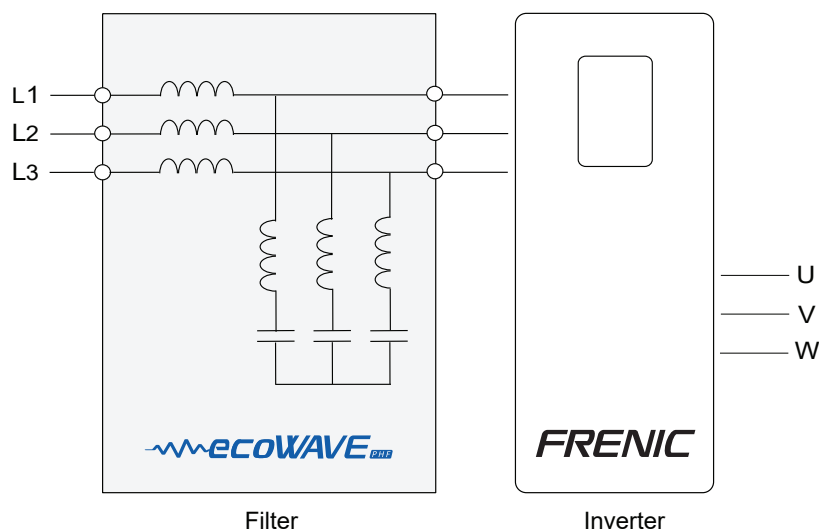 L1
L2
L3
U
V
W
ecoWAVE PHF
FRENIC
Filter
Inverter